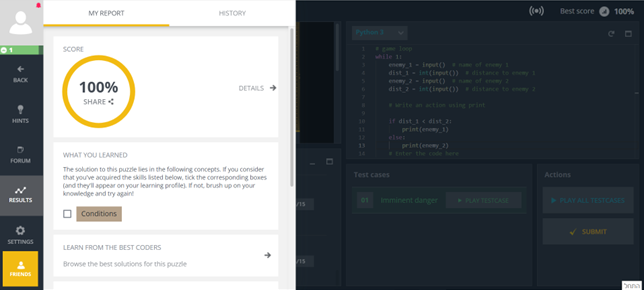 MY REPORT
HISTORY
Best score
100%
1
BACK
HINTS
FORUM
RESULTS
SETTINGS
FRIENDS
SCORE
100%
SHARE
DETAILS
WHAT YOU LEARNED
The solution to this puzzle lies in the following concepts. If you consider
that you've acquired the skills listed below, tick the corresponding boxes
(and they'll appear on your learning profile). If not, brush up on your
knowledge and try again!
Conditions
LEARN FROM THE BEST CODERS
Browse the best solutions for this puzzle
Python 3
# game loop
while 1:
enemy_1 = input() # name of enemy 1
dist_1 = int(input()) # distance to enemy 1
enemy_2 = input() # name of enemy 2
dist_2 = int(input()) # distance to enemy 2
# Write an action using print
if dist_1 < dist_2:
print(enemy_1)
else:
print(enemy_2)
# Enter the code here
/15
/15
Test cases
01
Imminent danger
PLAY TESTCASE
Actions
PLAY ALL TESTCASES
SUBMIT